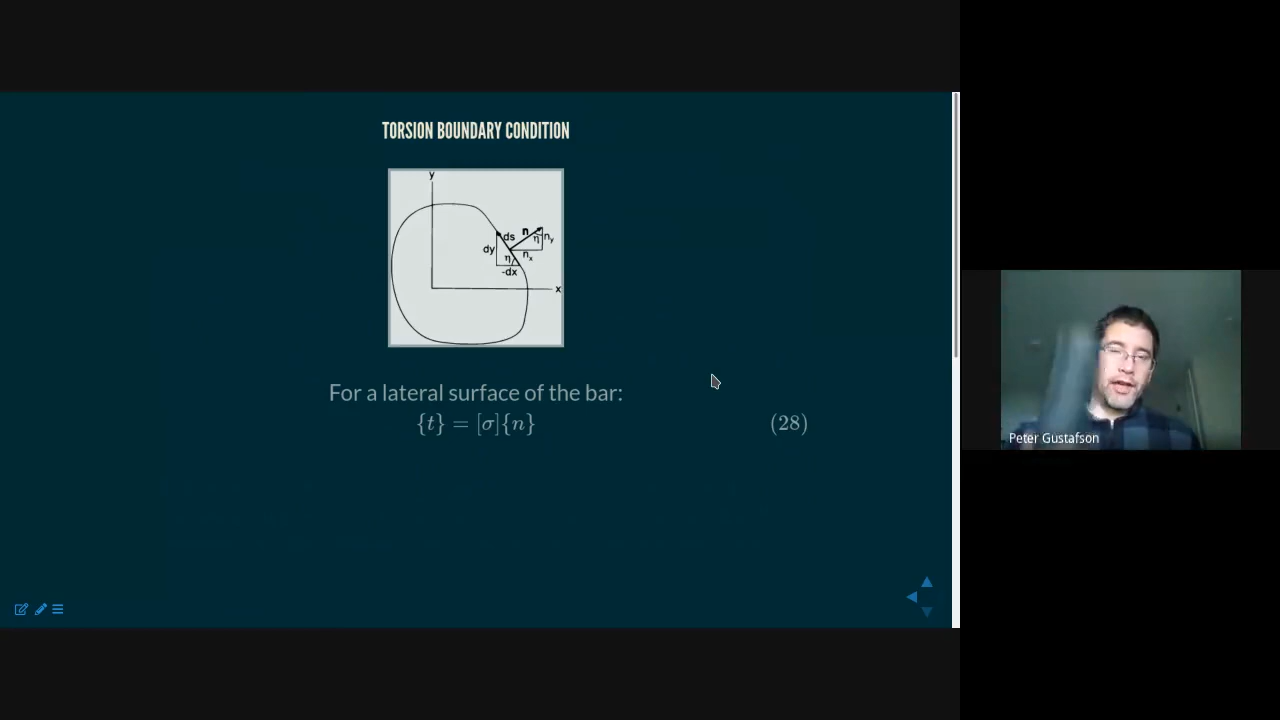 TORSION BOUNDARY CONDITION
y
n
ds
η
n_y
dy
n_x
η
-dx
x
For a lateral surface of the bar:
{t} = [σ]{n} (28)
Peter Gustafson